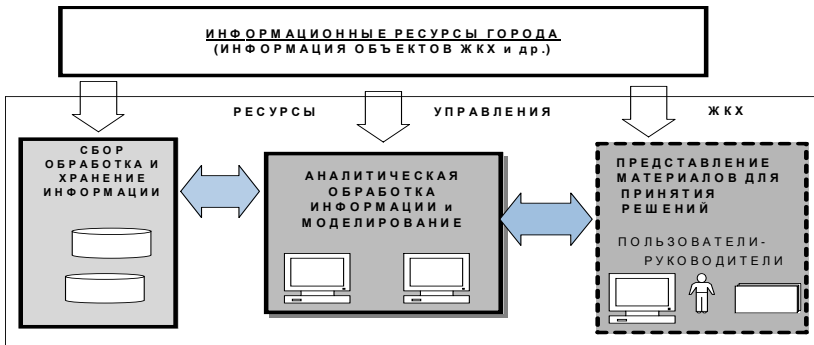 ИНФОРМАЦИОННЫЕ РЕСУРСЫ ГОРОДА
(ИНФОРМАЦИЯ ОБЪЕКТОВ ЖКХ и др.)
РЕСУРСЫ УПРАВЛЕНИЯ ЖКХ
СБОР
ОБРАБОТКА И
ХРАНЕНИЕ
ИНФОРМАЦИИ
АНАЛИТИЧЕСКАЯ
ОБРАБОТКА
ИНФОРМАЦИИ и
МОДЕЛИРОВАНИЕ
ПРЕДСТАВЛЕНИЕ
МАТЕРИАЛОВ ДЛЯ
ПРИНЯТИЯ
РЕШЕНИЙ
ПОЛЬЗОВАТЕЛИ-
РУКОВОДИТЕЛИ